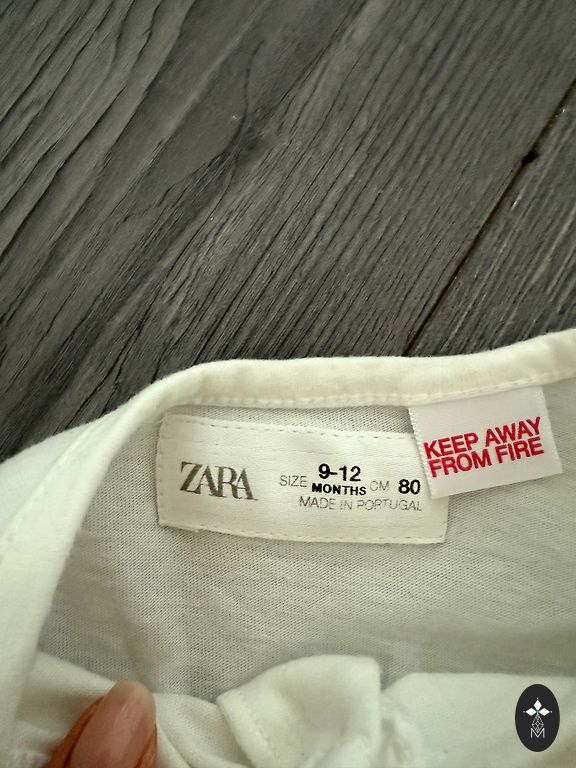 ZARA
SIZE 9-12 MONTHS CM 80
MADE IN PORTUGAL
KEEP AWAY
FROM FIRE
M